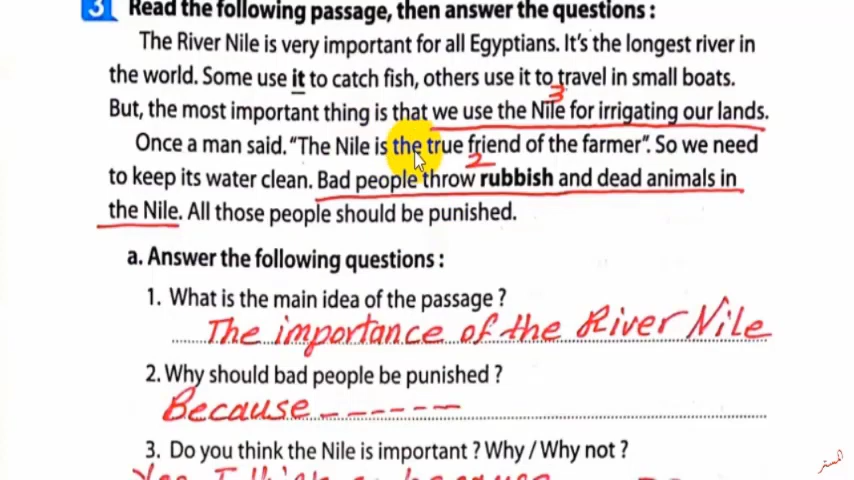 3 Read the following passage, then answer the questions :
The River Nile is very important for all Egyptians. It's the longest river in
the world. Some use it to catch fish, others use it to travel in small boats.
3
But, the most important thing is that we use the Nile for irrigating our lands.
Once a man said. "The Nile is the true friend of the farmer". So we need
2
to keep its water clean. Bad people throw rubbish and dead animals in
the Nile. All those people should be punished.
a. Answer the following questions :
1. What is the main idea of the passage ?
The importance of the River Nile
2. Why should bad people be punished ?
Because ------
3. Do you think the Nile is important ? Why / Why not ?
Yes I think so because